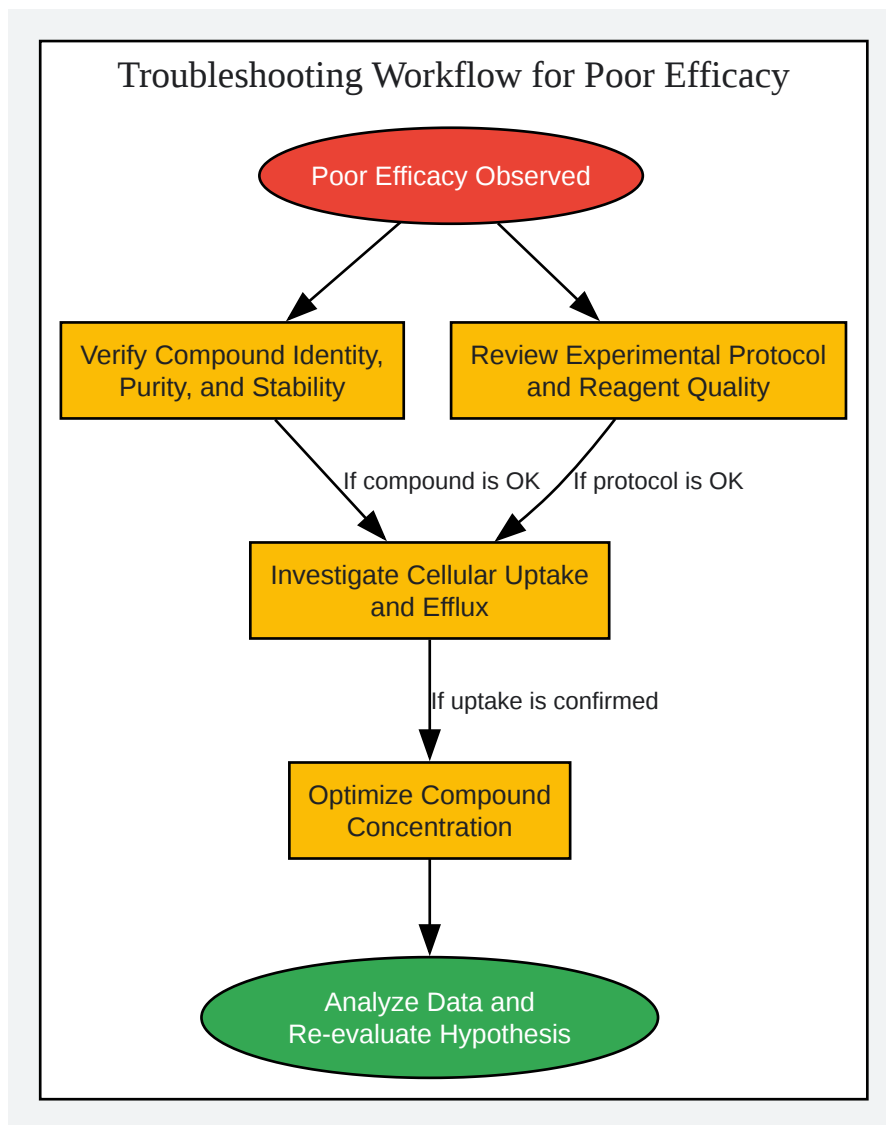 Troubleshooting Workflow for Poor Efficacy
Poor Efficacy Observed
Verify Compound Identity,
Purity, and Stability
Review Experimental Protocol
and Reagent Quality
If compound is OK
If protocol is OK
Investigate Cellular Uptake
and Efflux
If uptake is confirmed
Optimize Compound
Concentration
Analyze Data and
Re-evaluate Hypothesis